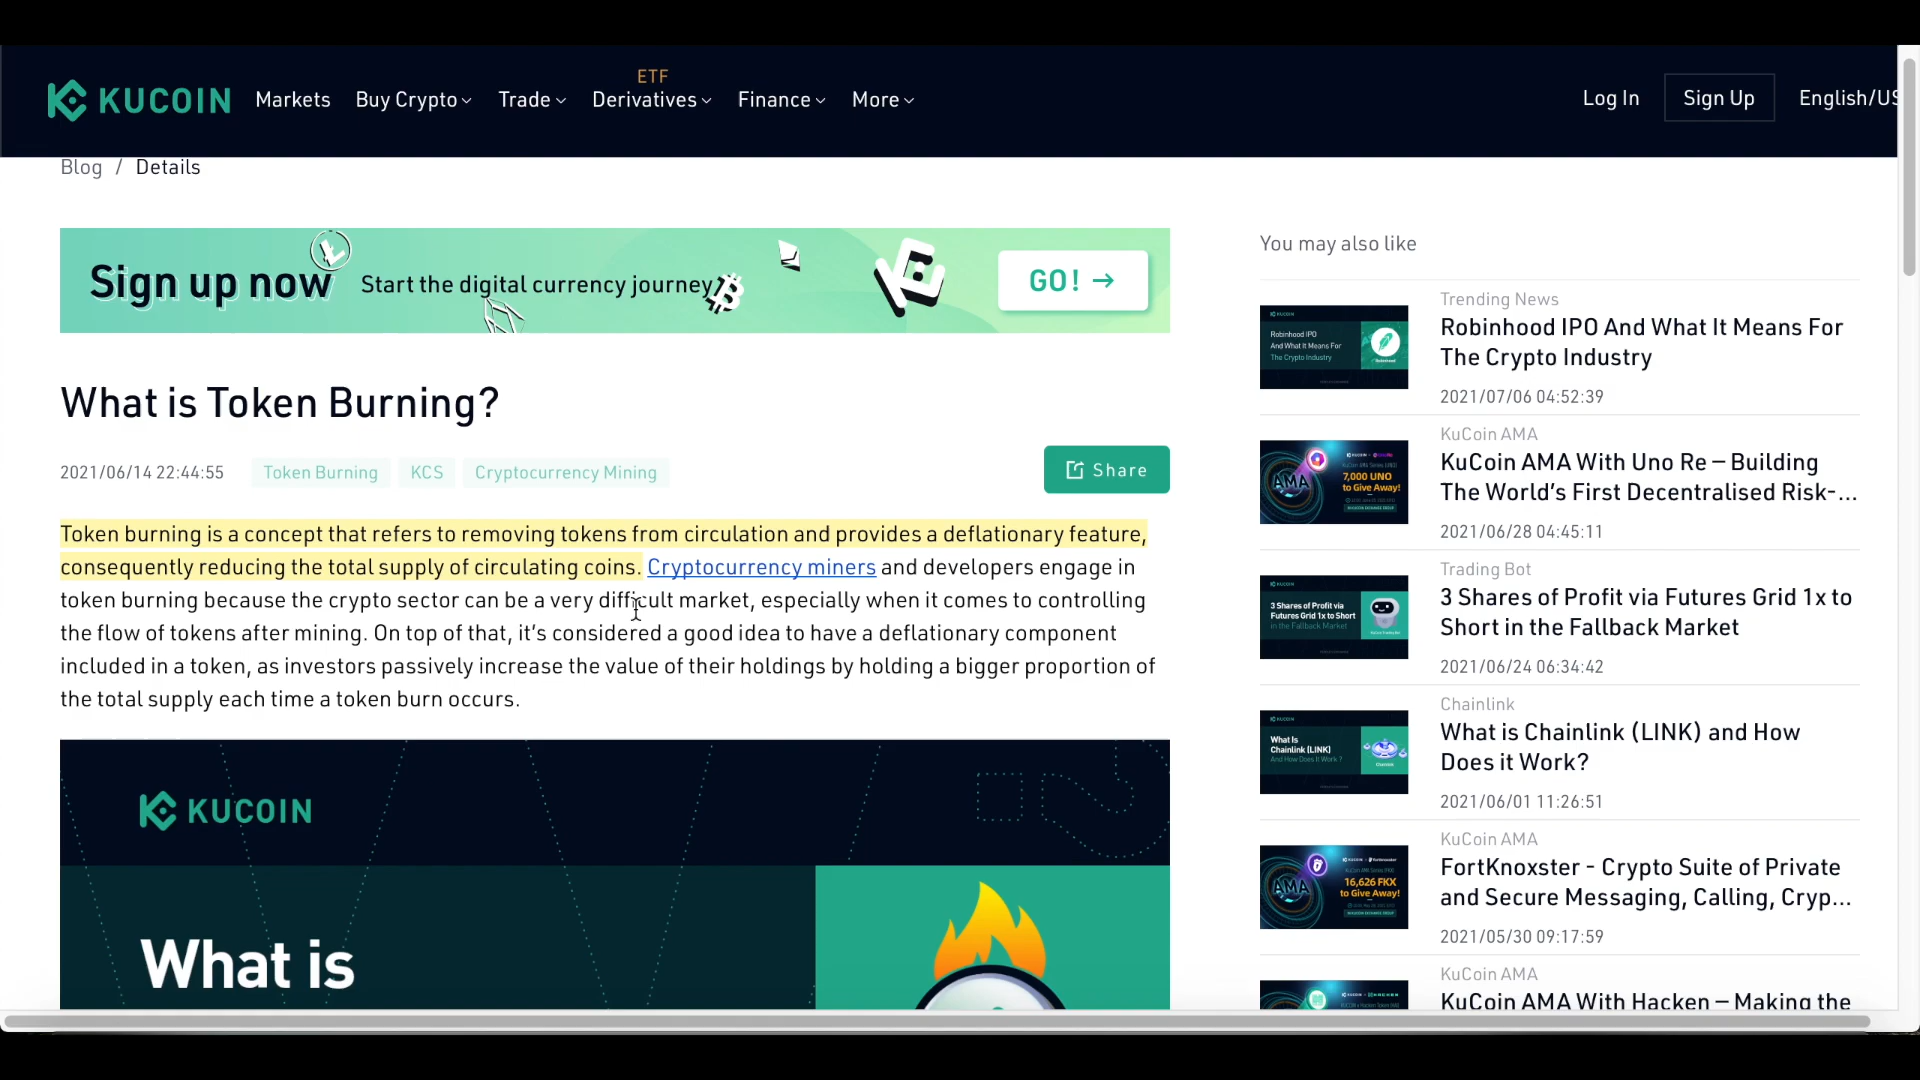 KUCOIN
Markets
Buy Crypto
Trade
ETF
Derivatives
Finance
More
Log In
Sign Up
English/US
Blog / Details
Sign up now
Start the digital currency journey
GO! →
What is Token Burning?
2021/06/14 22:44:55
Token Burning
KCS
Cryptocurrency Mining
Share
Token burning is a concept that refers to removing tokens from circulation and provides a deflationary feature,
consequently reducing the total supply of circulating coins. Cryptocurrency miners and developers engage in
token burning because the crypto sector can be a very difficult market, especially when it comes to controlling
the flow of tokens after mining. On top of that, it’s considered a good idea to have a deflationary component
included in a token, as investors passively increase the value of their holdings by holding a bigger proportion of
the total supply each time a token burn occurs.
KUCOIN
What is
You may also like
Robinhood IPO
And What It Means For
The Crypto Industry
Trending News
Robinhood IPO And What It Means For
The Crypto Industry
2021/07/06 04:52:39
AMA
7,000 UNO
to Give Away!
KuCoin AMA
KuCoin AMA With Uno Re – Building
The World’s First Decentralised Risk-...
2021/06/28 04:45:11
3 Shares of Profit via
Futures Grid 1x to Short
in the Fallback Market
Trading Bot
3 Shares of Profit via Futures Grid 1x to
Short in the Fallback Market
2021/06/24 06:34:42
What Is
Chainlink (LINK)
And How Does It Work ?
Chainlink
What is Chainlink (LINK) and How
Does it Work?
2021/06/01 11:26:51
AMA
16,626 FKX
to Give Away!
KuCoin AMA
FortKnoxster - Crypto Suite of Private
and Secure Messaging, Calling, Cryp...
2021/05/30 09:17:59
KuCoin AMA
KuCoin AMA With Hacken – Making the